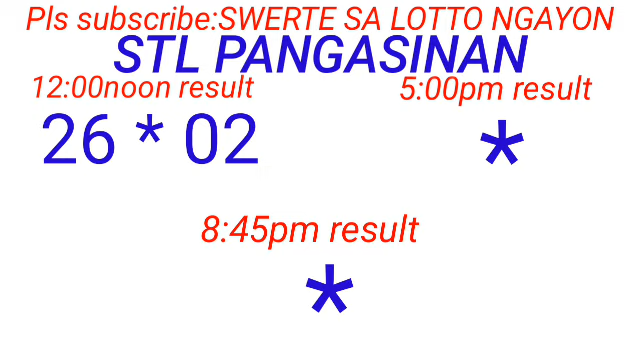 Pls subscribe:SWERTE SA LOTTO NGAYON
STL PANGASINAN
12:00noon result
5:00pm result
26 * 02
*
8:45pm result
*